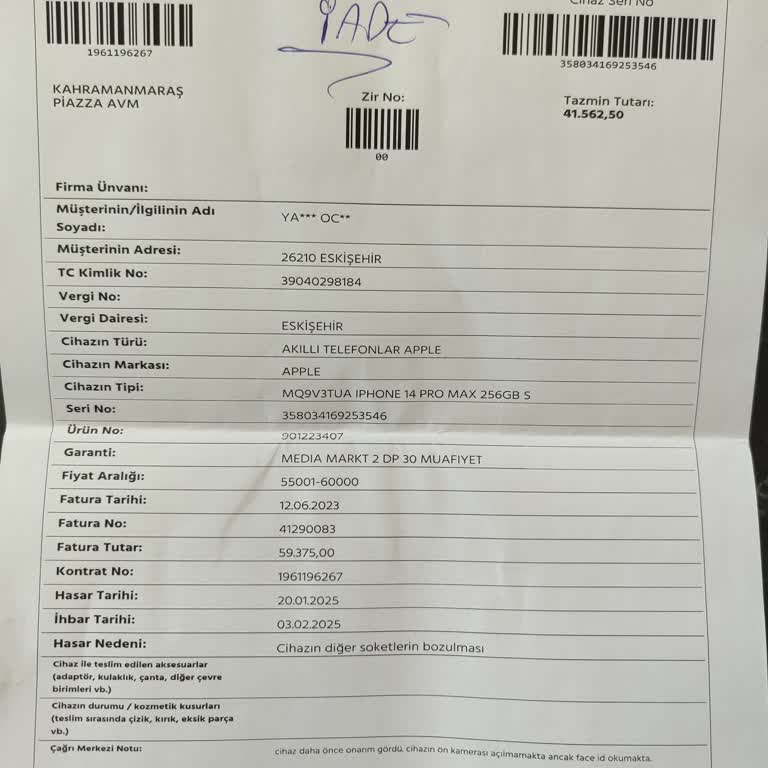 İADE
Cihaz Seri No
1961196267
358034169253546
KAHRAMANMARAŞ
PİAZZA AVM
Zir No:
00
Tazmin Tutarı:
41.562,50
Firma Ünvanı:
Müşterinin/İlgilinin Adı
Soyadı:
YA*** OC**
Müşterinin Adresi:
26210 ESKİŞEHİR
TC Kimlik No:
39040298184
Vergi No:
Vergi Dairesi:
ESKİŞEHİR
Cihazın Türü:
AKILLI TELEFONLAR APPLE
Cihazın Markası:
APPLE
Cihazın Tipi:
MQ9V3TUA IPHONE 14 PRO MAX 256GB S
Seri No:
358034169253546
Ürün No:
901223407
Garanti:
MEDIA MARKT 2 DP 30 MUAFIYET
Fiyat Aralığı:
55001-60000
Fatura Tarihi:
12.06.2023
Fatura No:
41290083
Fatura Tutar:
59.375,00
Kontrat No:
1961196267
Hasar Tarihi:
20.01.2025
İhbar Tarihi:
03.02.2025
Hasar Nedeni:
Cihazın diğer soketlerin bozulması
Cihaz ile teslim edilen aksesuarlar
(adaptör, kulaklık, çanta, diğer çevre
birimleri vb.)
Cihazın durumu / kozmetik kusurları
(teslim sırasında çizik, kırık, eksik parça
vb.)
Çağrı Merkezi Notu:
cihaz daha önce onarım gördü. cihazın ön kamerası açılmamakta ancak face id okumakta.